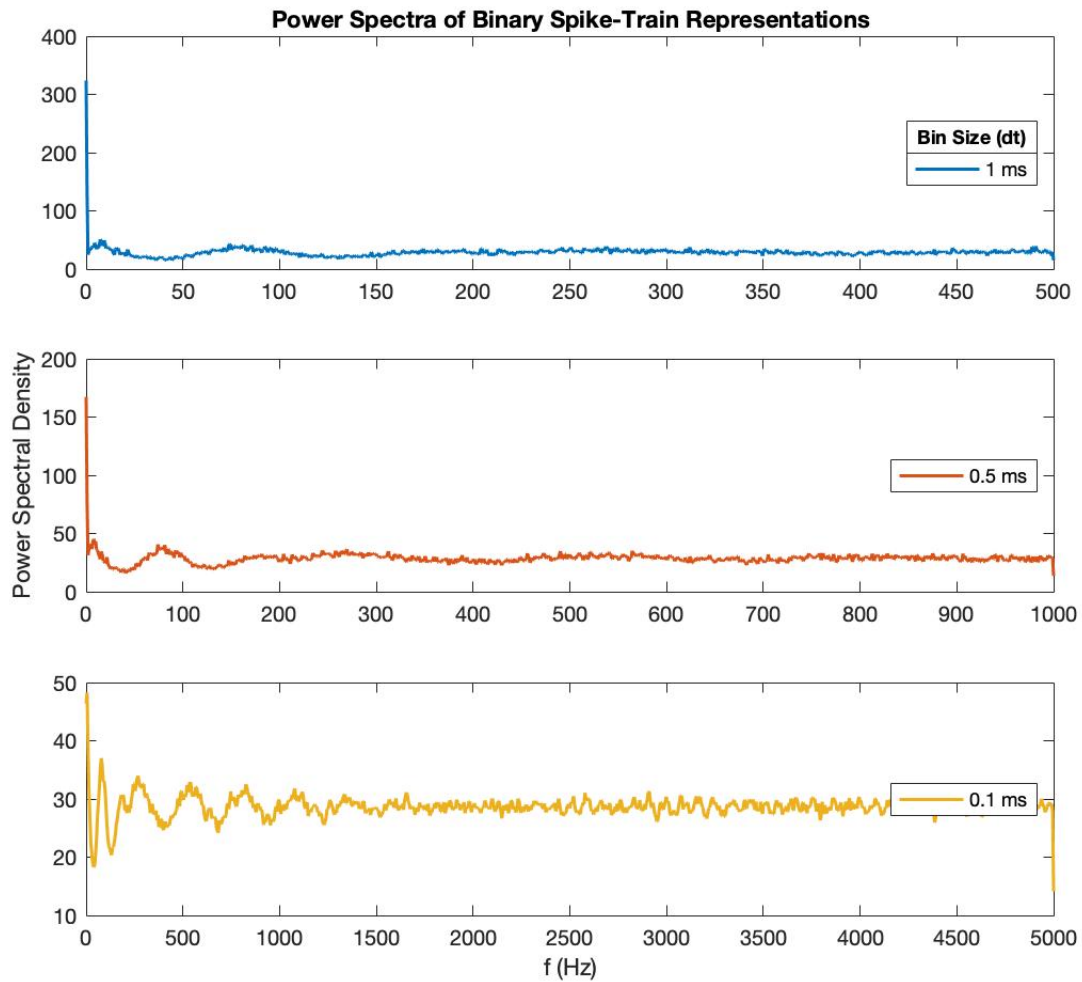 Power Spectra of Binary Spike-Train Representations
400
300
200
100
0
Bin Size (dt)
1 ms
0 50 100 150 200 250 300 350 400 450 500
Power Spectral Density
200
150
100
50
0
0.5 ms
0 100 200 300 400 500 600 700 800 900 1000
50
40
30
20
10
0.1 ms
0 500 1000 1500 2000 2500 3000 3500 4000 4500 5000
f (Hz)